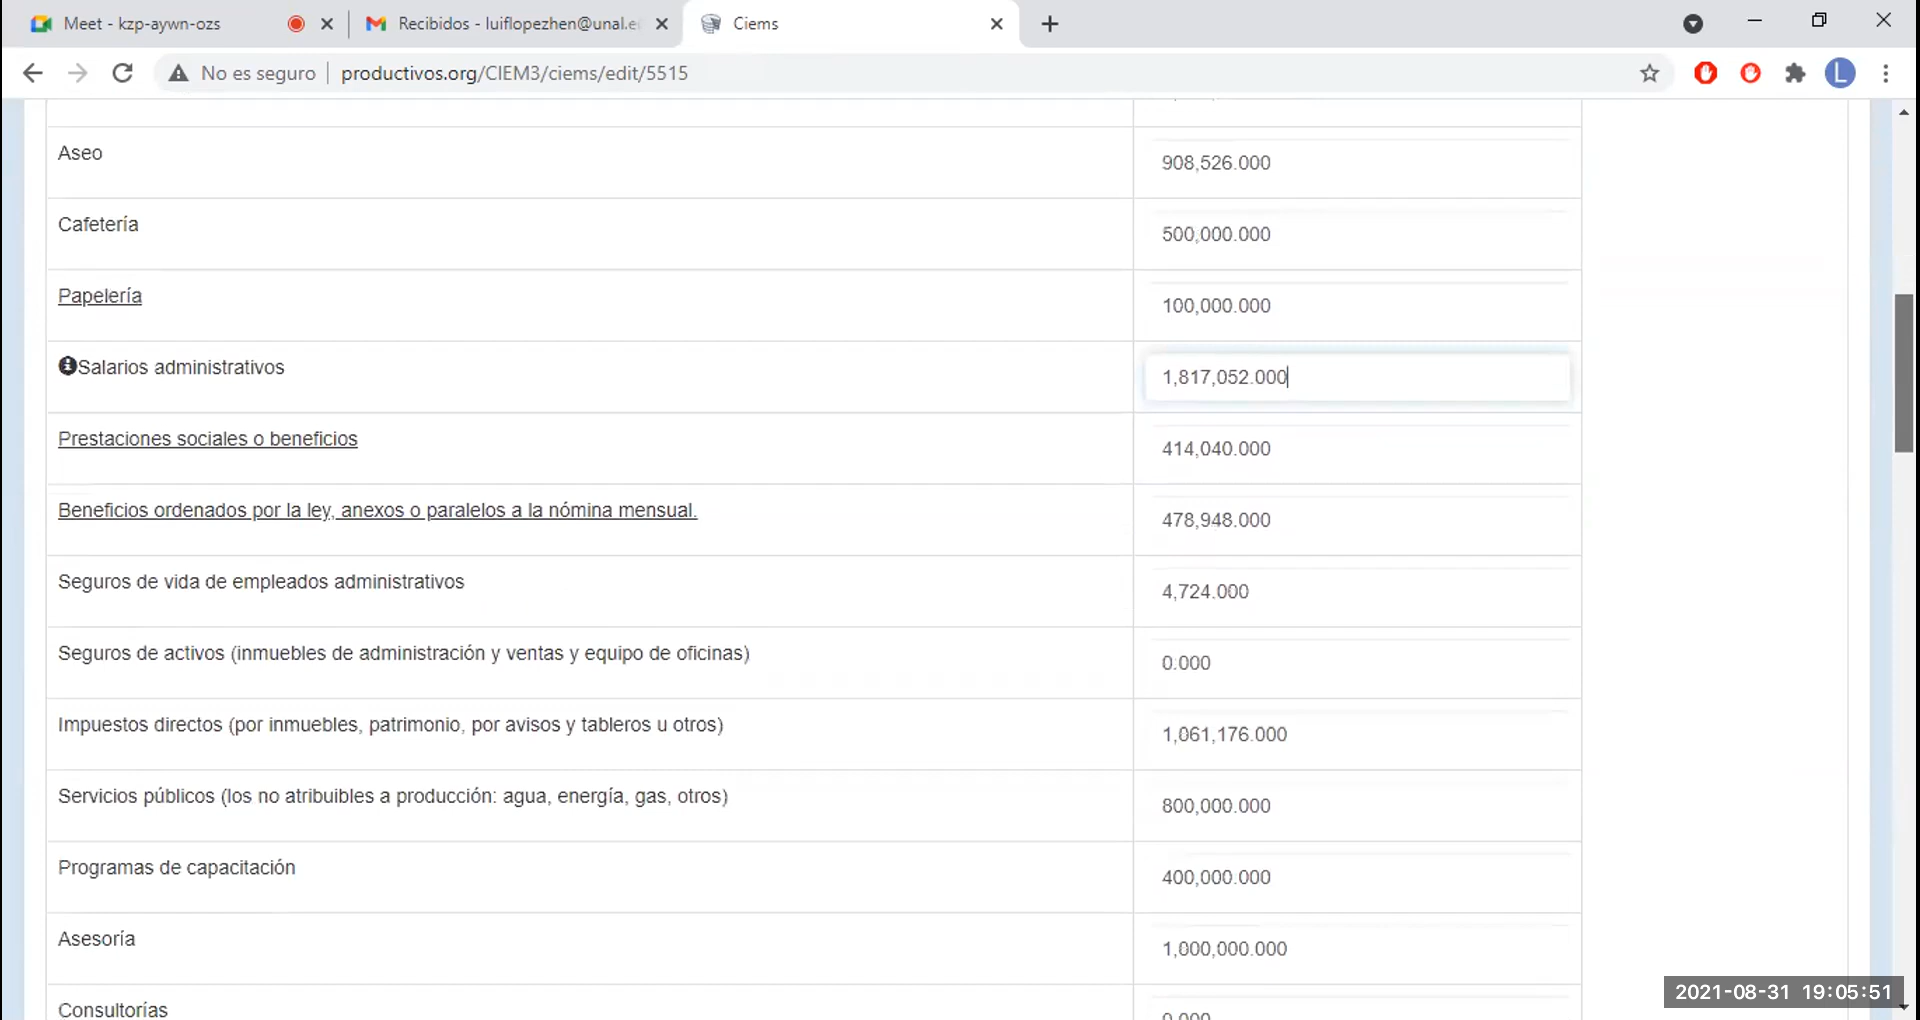 Meet - kzp-aywn-ozs
Recibidos - luiflopezhen@unal.e
Ciems
No es seguro
productivos.org/CIEM3/ciems/edit/5515
L
Aseo
908,526.000
Cafetería
500,000.000
Papelería
100,000.000
Salarios administrativos
1,817,052.000
Prestaciones sociales o beneficios
414,040.000
Beneficios ordenados por la ley, anexos o paralelos a la nómina mensual.
478,948.000
Seguros de vida de empleados administrativos
4,724.000
Seguros de activos (inmuebles de administración y ventas y equipo de oficinas)
0.000
Impuestos directos (por inmuebles, patrimonio, por avisos y tableros u otros)
1,061,176.000
Servicios públicos (los no atribuibles a producción: agua, energía, gas, otros)
800,000.000
Programas de capacitación
400,000.000
Asesoría
1,000,000.000
Consultorías
0.000
2021-08-31 19:05:51